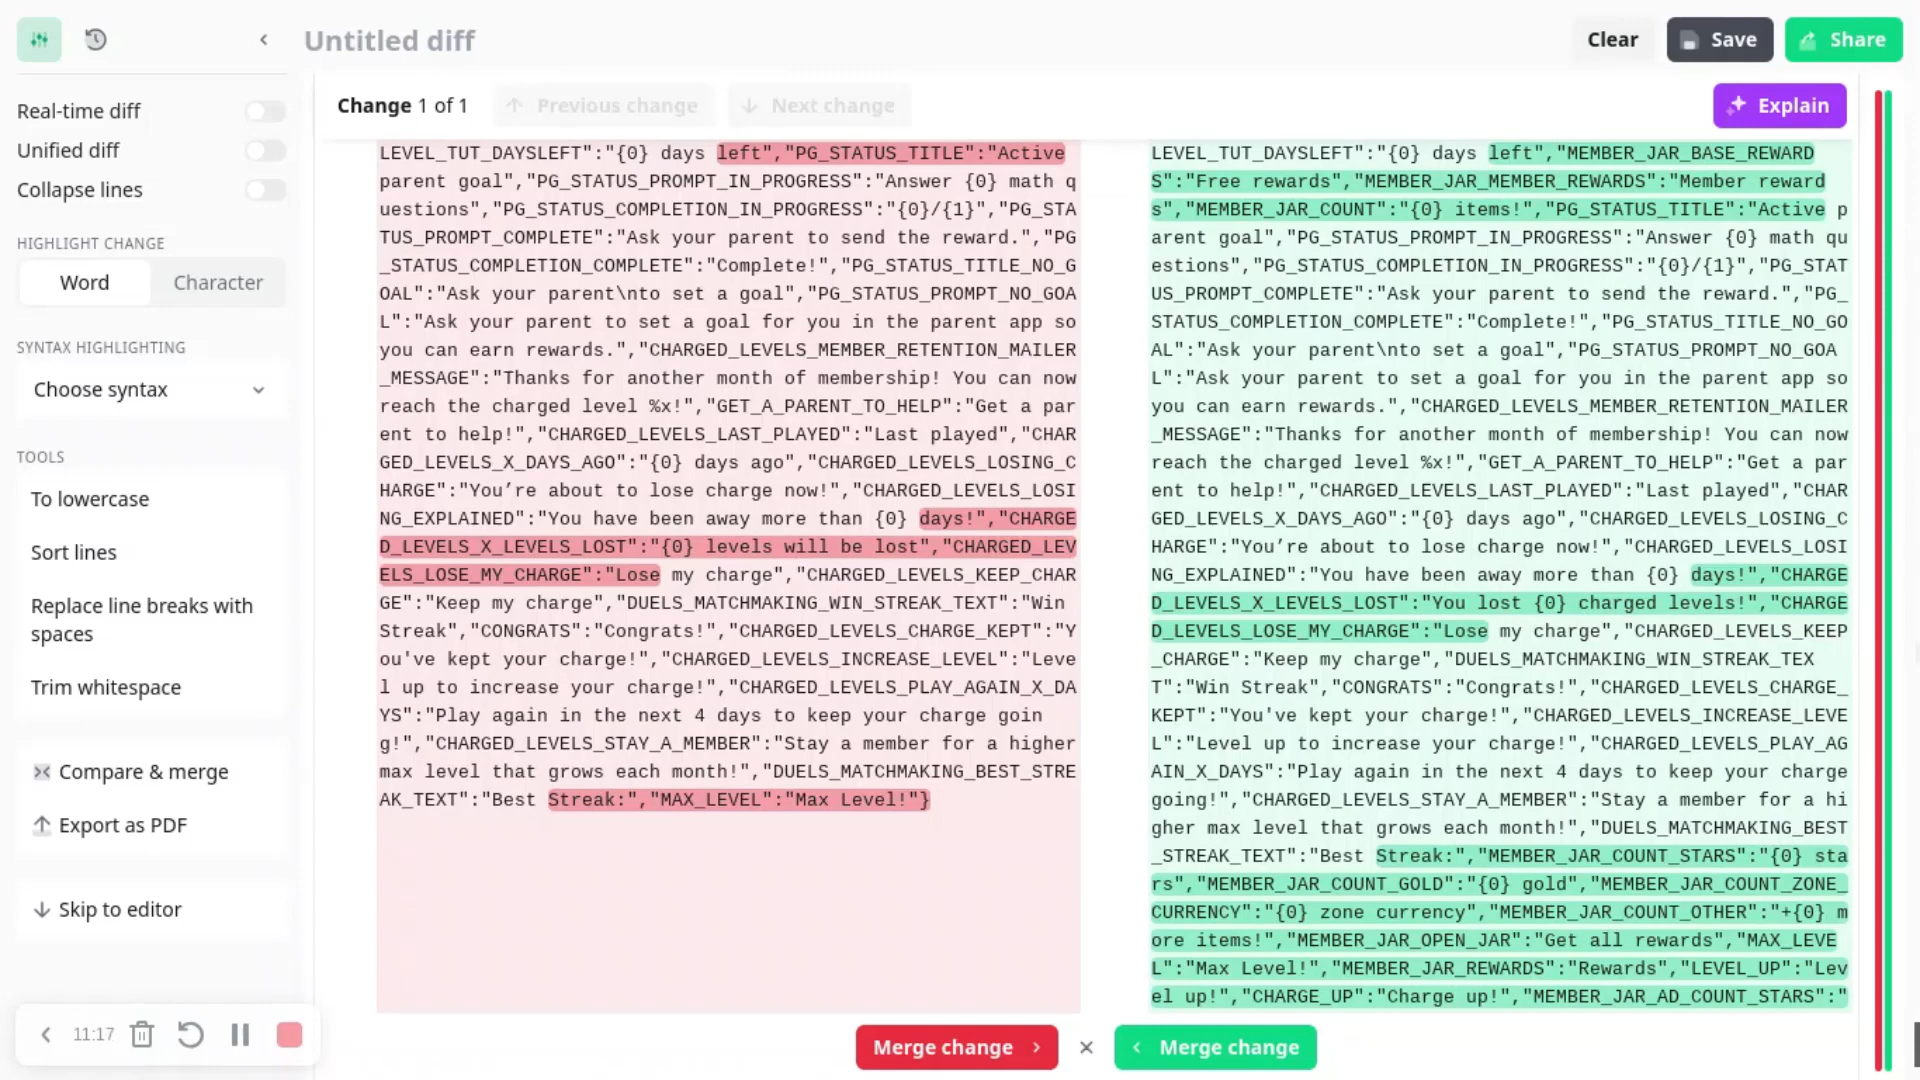 Untitled diff
Clear
Save
Share
Real-time diff
Unified diff
Collapse lines
HIGHLIGHT CHANGE
Word
Character
SYNTAX HIGHLIGHTING
Choose syntax
TOOLS
To lowercase
Sort lines
Replace line breaks with
spaces
Trim whitespace
Compare & merge
Export as PDF
Skip to editor
11:17
Change 1 of 1
Previous change
Next change
Explain
LEVEL_TUT_DAYSLEFT":"{0} days left","PG_STATUS_TITLE":"Active
parent goal","PG_STATUS_PROMPT_IN_PROGRESS":"Answer {0} math q
uestions","PG_STATUS_COMPLETION_IN_PROGRESS":"{0}/{1}","PG_STA
TUS_PROMPT_COMPLETE":"Ask your parent to send the reward.","PG
_STATUS_COMPLETION_COMPLETE":"Complete!","PG_STATUS_TITLE_NO_G
OAL":"Ask your parent\nto set a goal","PG_STATUS_PROMPT_NO_GOA
L":"Ask your parent to set a goal for you in the parent app so
you can earn rewards.","CHARGED_LEVELS_MEMBER_RETENTION_MAILER
_MESSAGE":"Thanks for another month of membership! You can now
reach the charged level %x!","GET_A_PARENT_TO_HELP":"Get a par
ent to help!","CHARGED_LEVELS_LAST_PLAYED":"Last played","CHAR
GED_LEVELS_X_DAYS_AGO":"{0} days ago","CHARGED_LEVELS_LOSING_C
HARGE":"You’re about to lose charge now!","CHARGED_LEVELS_LOSI
NG_EXPLAINED":"You have been away more than {0} days!","CHARGE
D_LEVELS_X_LEVELS_LOST":"{0} levels will be lost","CHARGED_LEV
ELS_LOSE_MY_CHARGE":"Lose my charge","CHARGED_LEVELS_KEEP_CHAR
GE":"Keep my charge","DUELS_MATCHMAKING_WIN_STREAK_TEXT":"Win
Streak","CONGRATS":"Congrats!","CHARGED_LEVELS_CHARGE_KEPT":"Y
ou've kept your charge!","CHARGED_LEVELS_INCREASE_LEVEL":"Leve
l up to increase your charge!","CHARGED_LEVELS_PLAY_AGAIN_X_DA
YS":"Play again in the next 4 days to keep your charge goin
g!","CHARGED_LEVELS_STAY_A_MEMBER":"Stay a member for a higher
max level that grows each month!","DUELS_MATCHMAKING_BEST_STRE
AK_TEXT":"Best Streak:","MAX_LEVEL":"Max Level!"}
LEVEL_TUT_DAYSLEFT":"{0} days left","MEMBER_JAR_BASE_REWARD
S":"Free rewards","MEMBER_JAR_MEMBER_REWARDS":"Member reward
s","MEMBER_JAR_COUNT":"{0} items!","PG_STATUS_TITLE":"Active p
arent goal","PG_STATUS_PROMPT_IN_PROGRESS":"Answer {0} math qu
estions","PG_STATUS_COMPLETION_IN_PROGRESS":"{0}/{1}","PG_STAT
US_PROMPT_COMPLETE":"Ask your parent to send the reward.","PG_
STATUS_COMPLETION_COMPLETE":"Complete!","PG_STATUS_TITLE_NO_GO
AL":"Ask your parent\nto set a goal","PG_STATUS_PROMPT_NO_GOA
L":"Ask your parent to set a goal for you in the parent app so
you can earn rewards.","CHARGED_LEVELS_MEMBER_RETENTION_MAILER
_MESSAGE":"Thanks for another month of membership! You can now
reach the charged level %x!","GET_A_PARENT_TO_HELP":"Get a par
ent to help!","CHARGED_LEVELS_LAST_PLAYED":"Last played","CHAR
GED_LEVELS_X_DAYS_AGO":"{0} days ago","CHARGED_LEVELS_LOSING_C
HARGE":"You’re about to lose charge now!","CHARGED_LEVELS_LOSI
NG_EXPLAINED":"You have been away more than {0} days!","CHARGE
D_LEVELS_X_LEVELS_LOST":"You lost {0} charged levels!","CHARGE
D_LEVELS_LOSE_MY_CHARGE":"Lose my charge","CHARGED_LEVELS_KEEP
_CHARGE":"Keep my charge","DUELS_MATCHMAKING_WIN_STREAK_TEX
T":"Win Streak","CONGRATS":"Congrats!","CHARGED_LEVELS_CHARGE_
KEPT":"You've kept your charge!","CHARGED_LEVELS_INCREASE_LEVE
L":"Level up to increase your charge!","CHARGED_LEVELS_PLAY_AG
AIN_X_DAYS":"Play again in the next 4 days to keep your charge
going!","CHARGED_LEVELS_STAY_A_MEMBER":"Stay a member for a hi
gher max level that grows each month!","DUELS_MATCHMAKING_BEST
_STREAK_TEXT":"Best Streak:","MEMBER_JAR_COUNT_STARS":"{0} sta
rs","MEMBER_JAR_COUNT_GOLD":"{0} gold","MEMBER_JAR_COUNT_ZONE_
CURRENCY":"{0} zone currency","MEMBER_JAR_COUNT_OTHER":"+{0} m
ore items!","MEMBER_JAR_OPEN_JAR":"Get all rewards","MAX_LEVE
L":"Max Level!","MEMBER_JAR_REWARDS":"Rewards","LEVEL_UP":"Lev
el up!","CHARGE_UP":"Charge up!","MEMBER_JAR_AD_COUNT_STARS":"
Merge change
Merge change